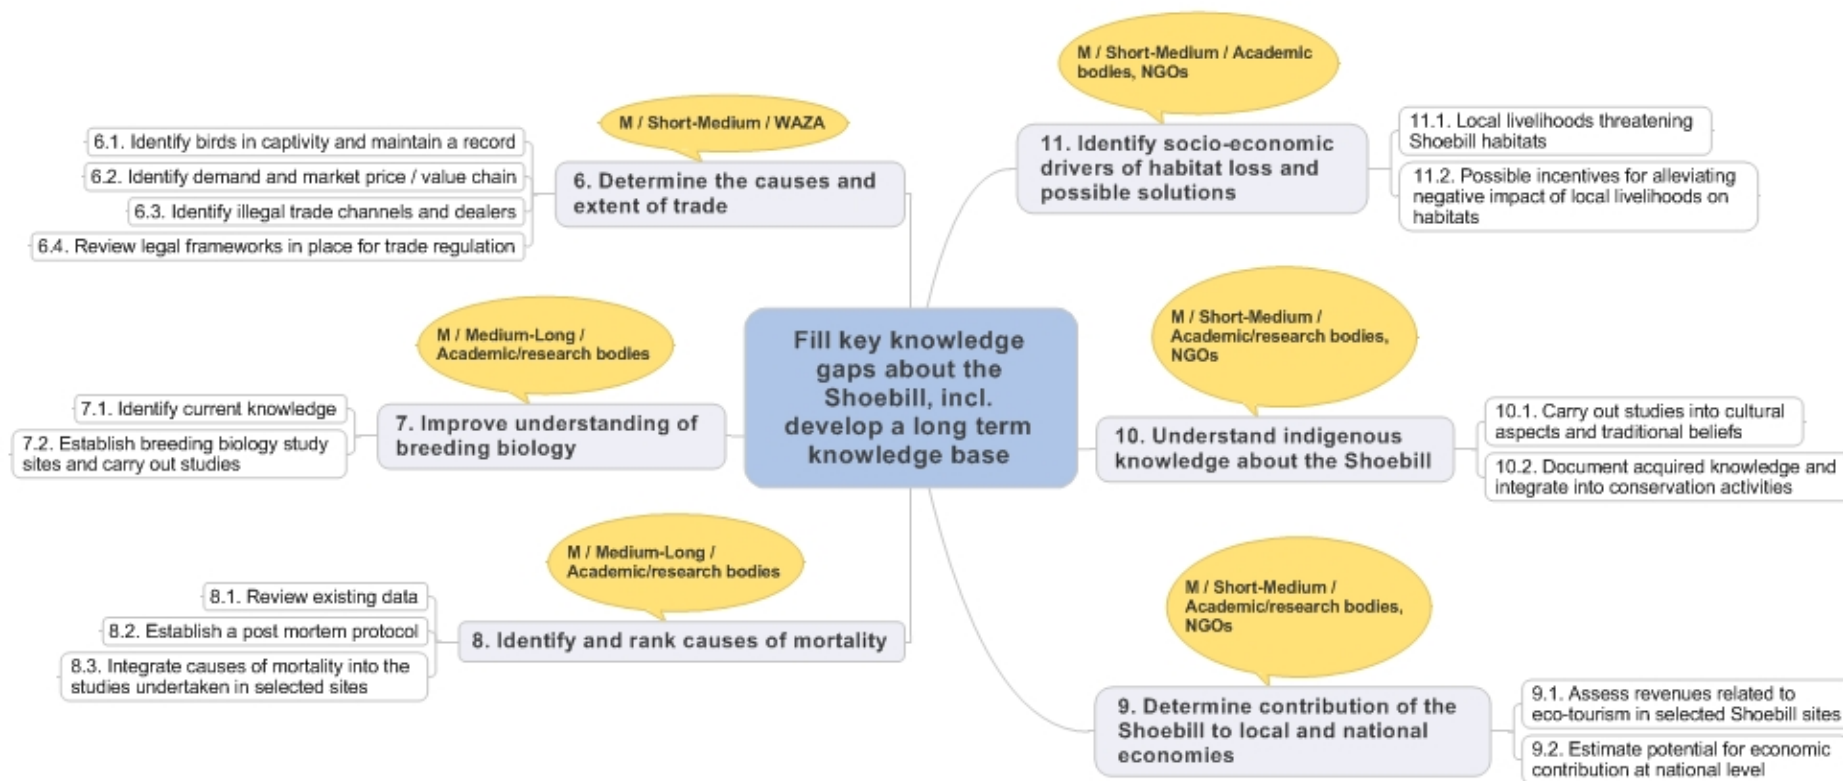 M / Short-Medium / WAZA
6.1. Identify birds in captivity and maintain a record
6.2. Identify demand and market price / value chain
6.3. Identify illegal trade channels and dealers
6.4. Review legal frameworks in place for trade regulation
6. Determine the causes and
extent of trade
M / Medium-Long /
Academic/research bodies
7.1. Identify current knowledge
7.2. Establish breeding biology study
sites and carry out studies
7. Improve understanding of
breeding biology
M / Medium-Long /
Academic/research bodies
8.1. Review existing data
8.2. Establish a post mortem protocol
8.3. Integrate causes of mortality into the
studies undertaken in selected sites
8. Identify and rank causes of mortality
Fill key knowledge
gaps about the
Shoebill, incl.
develop a long term
knowledge base
M / Short-Medium / Academic
bodies, NGOs
11. Identify socio-economic
drivers of habitat loss and
possible solutions
11.1. Local livelihoods threatening
Shoebill habitats
11.2. Possible incentives for alleviating
negative impact of local livelihoods on
habitats
M / Short-Medium /
Academic/research bodies,
NGOs
10. Understand indigenous
knowledge about the Shoebill
10.1. Carry out studies into cultural
aspects and traditional beliefs
10.2. Document acquired knowledge and
integrate into conservation activities
M / Short-Medium /
Academic/research bodies,
NGOs
9. Determine contribution of the
Shoebill to local and national
economies
9.1. Assess revenues related to
eco-tourism in selected Shoebill sites
9.2. Estimate potential for economic
contribution at national level